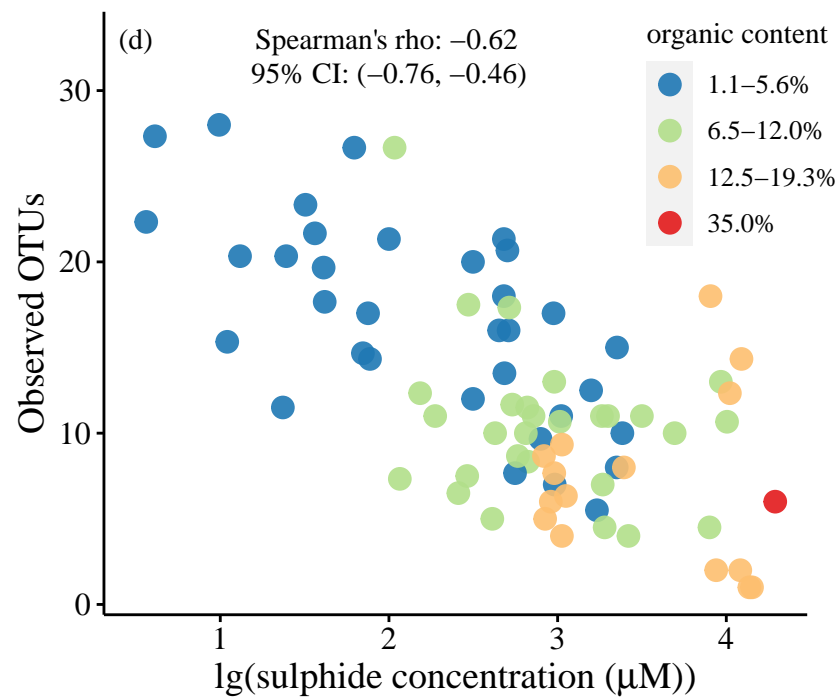 (d)
Spearman's rho: −0.62
95% CI: (−0.76, −0.46)
organic content
1.1–5.6%
6.5–12.0%
12.5–19.3%
35.0%
Observed OTUs
30
20
10
0
1 2 3 4
lg(sulphide concentration (μM))